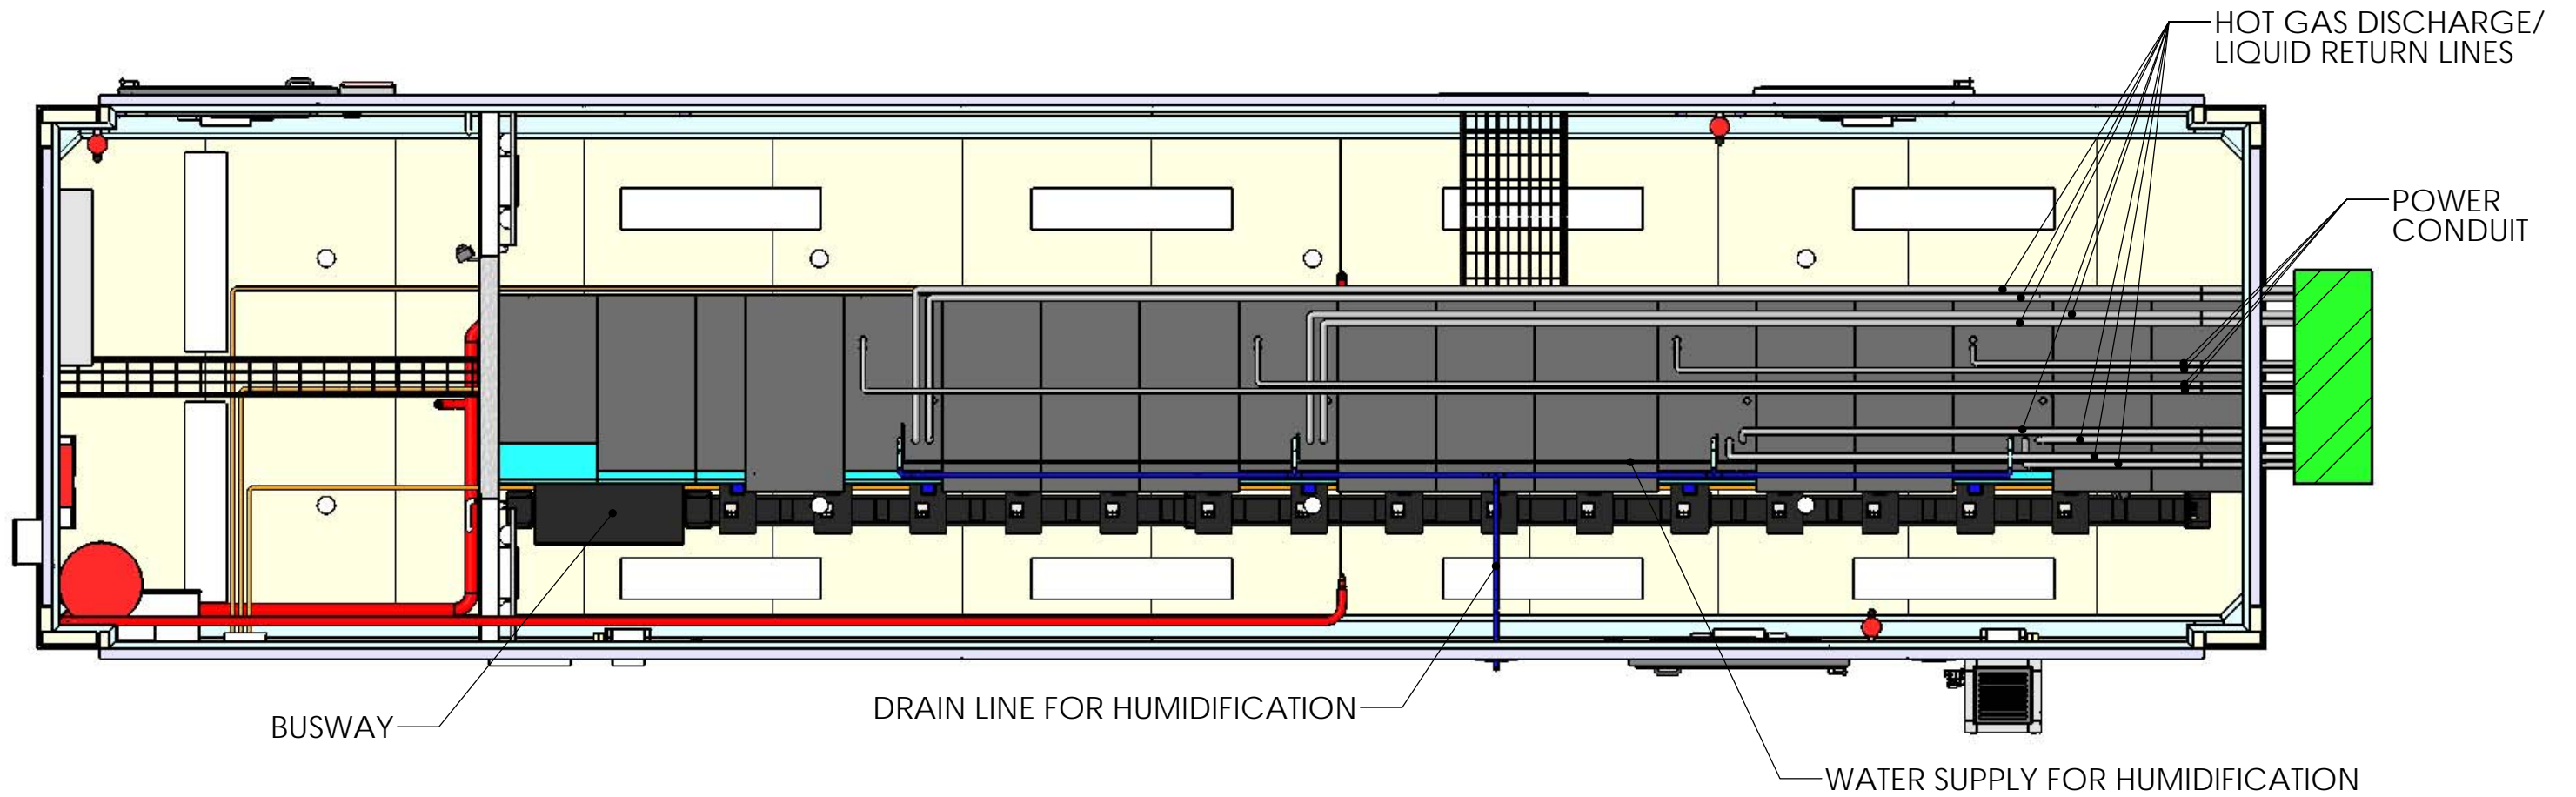 HOT GAS DISCHARGE/
LIQUID RETURN LINES
POWER
CONDUIT
BUSWAY
DRAIN LINE FOR HUMIDIFICATION
WATER SUPPLY FOR HUMIDIFICATION